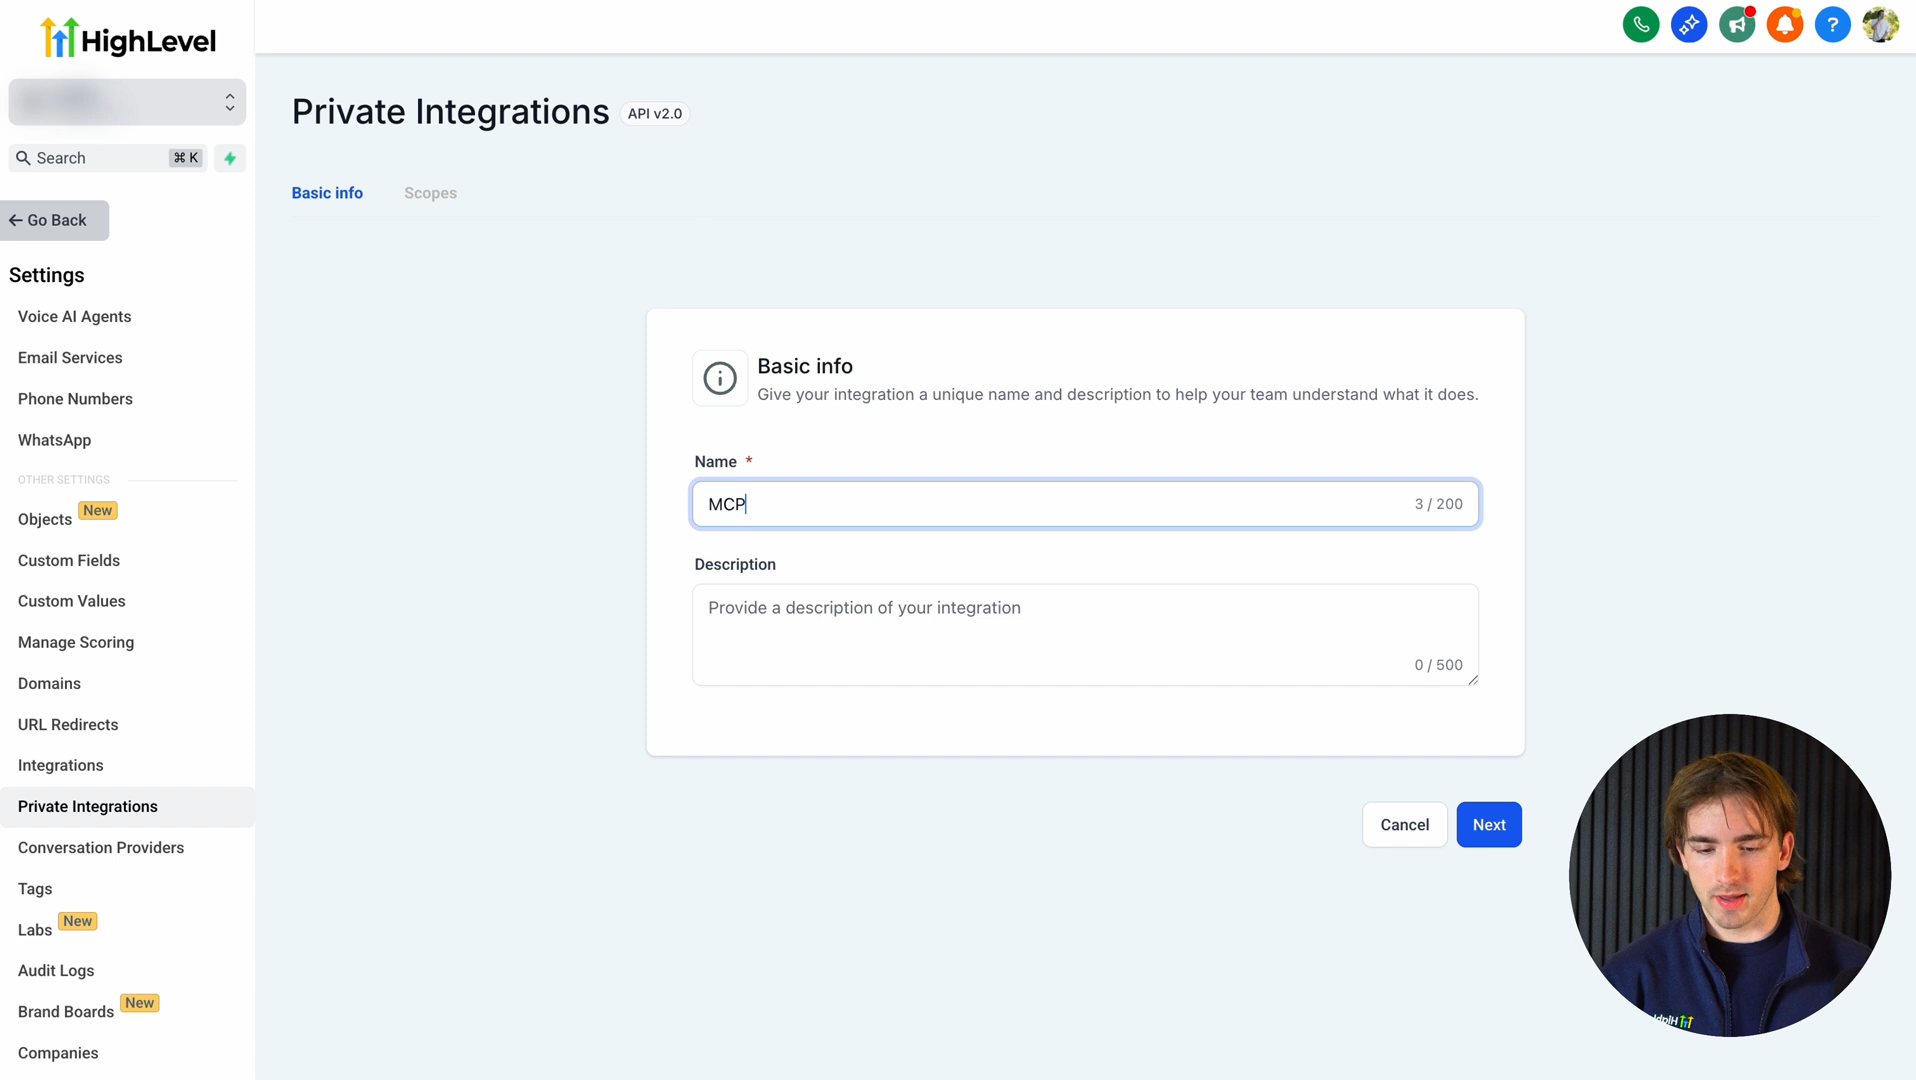 HighLevel
Search ⌘ K
← Go Back
Settings
Voice AI Agents
Email Services
Phone Numbers
WhatsApp
OTHER SETTINGS
Objects New
Custom Fields
Custom Values
Manage Scoring
Domains
URL Redirects
Integrations
Private Integrations
Conversation Providers
Tags
Labs New
Audit Logs
Brand Boards New
Companies
?
Private Integrations API v2.0
Basic info Scopes
Basic info
Give your integration a unique name and description to help your team understand what it does.
Name *
MCP 3 / 200
Description
Provide a description of your integration
0 / 500
Cancel Next